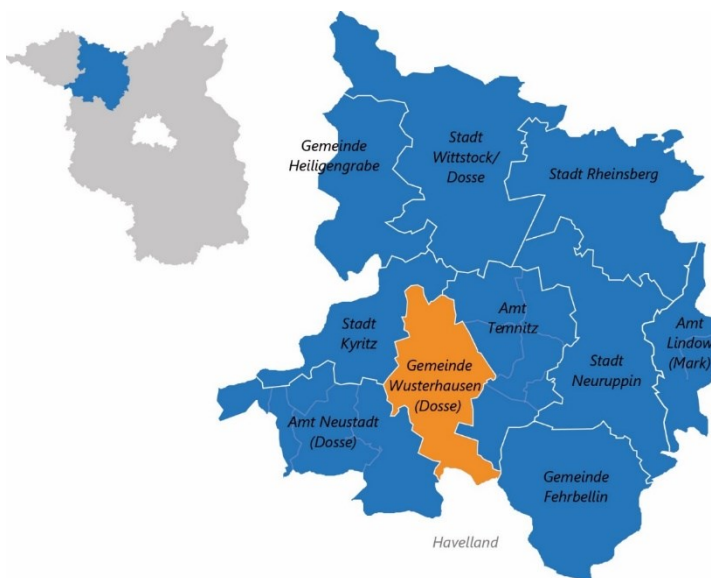 Gemeinde
Heiligengrabe
Stadt
Wittstock/
Dosse
Stadt Rheinsberg
Stadt
Kyritz
Amt
Temnitz
Gemeinde
Wusterhausen
(Dosse)
Stadt
Neuruppin
Amt
Lindow
(Mark)
Amt Neustadt
(Dosse)
Gemeinde
Fehrbellin
Havelland